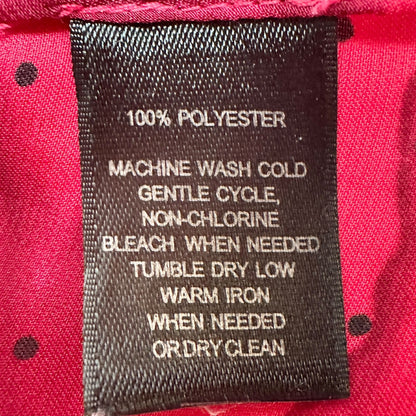 100% POLYESTER
MACHINE WASH COLD
GENTLE CYCLE,
NON-CHLORINE
BLEACH WHEN NEEDED
TUMBLE DRY LOW
WARM IRON
WHEN NEEDED
OR DRY CLEAN